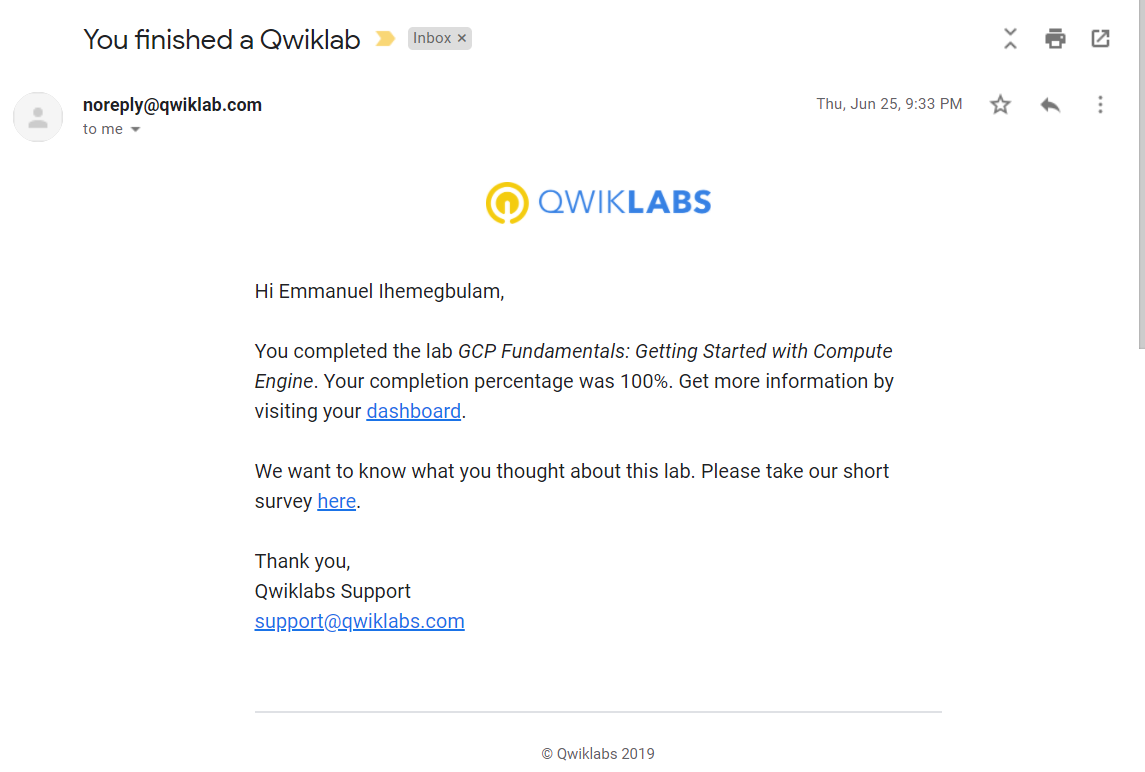 You finished a Qwiklab
Inbox ×
noreply@qwiklab.com
Thu, Jun 25, 9:33 PM
to me
QWIKLABS
Hi Emmanuel Ihemegbulam,
You completed the lab GCP Fundamentals: Getting Started with Compute
Engine. Your completion percentage was 100%. Get more information by
visiting your dashboard.
We want to know what you thought about this lab. Please take our short
survey here.
Thank you,
Qwiklabs Support
support@qwiklabs.com
© Qwiklabs 2019